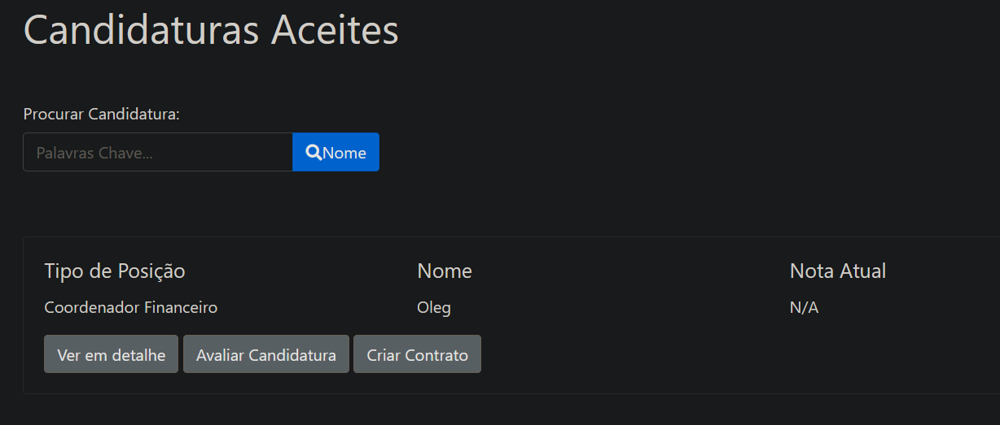 Candidaturas Aceites
Procurar Candidatura:
Palavras Chave...
Nome
Tipo de Posição Nome Nota Atual
Coordenador Financeiro Oleg N/A
Ver em detalhe Avaliar Candidatura Criar Contrato